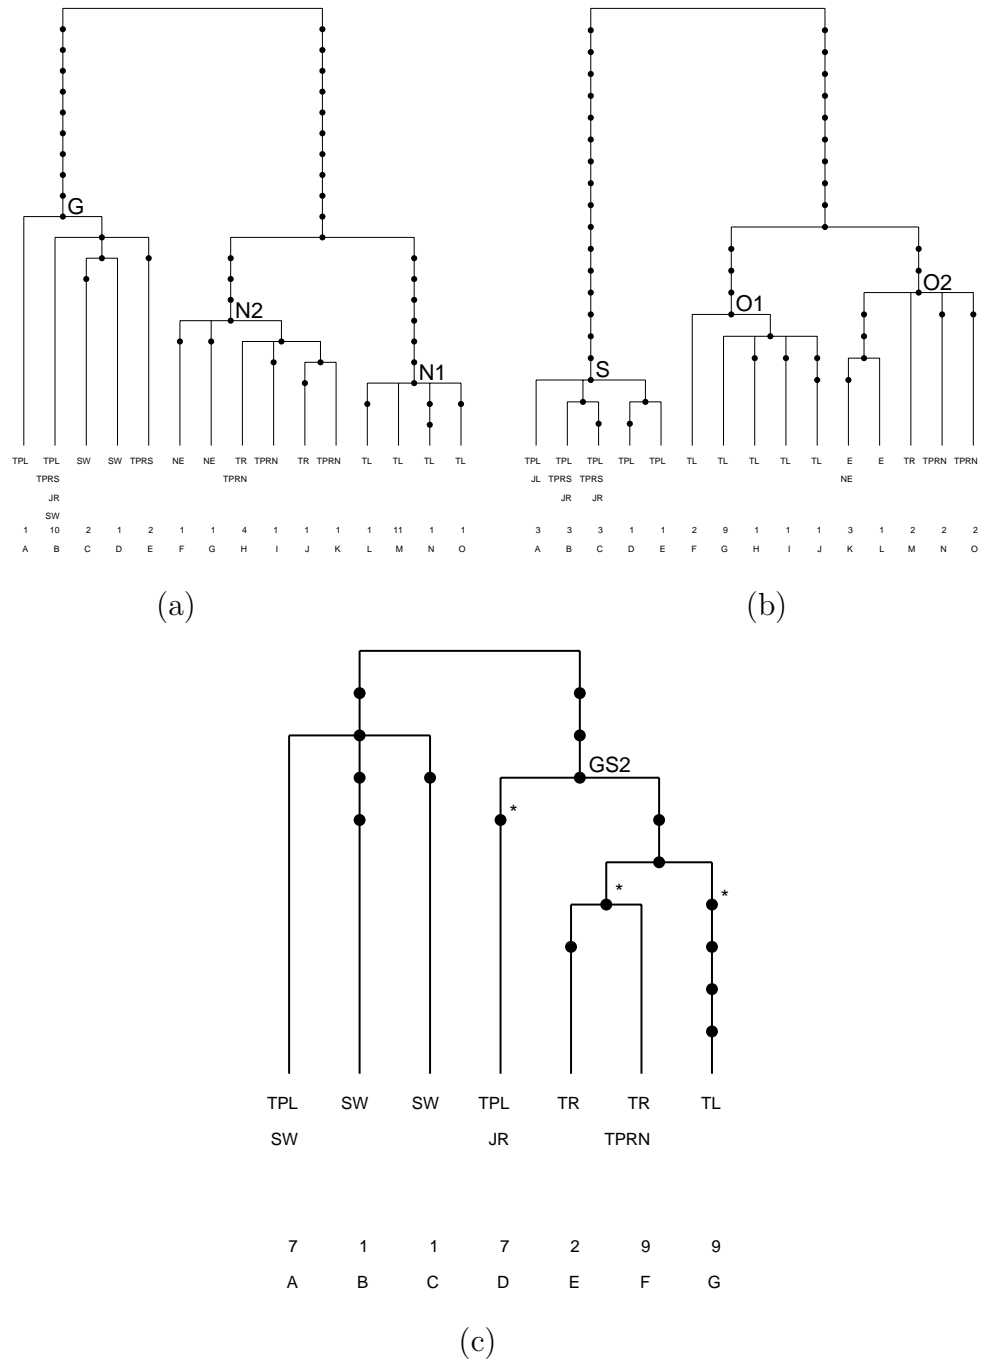 G
N2
N1
TPL TPL SW SW TPRS NE NE TR TPRN TR TPRN TL TL TL TL
TPRS TPRN
JR
SW
1 10 2 1 2 1 1 4 1 1 1 1 11 1 1
A B C D E F G H I J K L M N O
(a)
O2
O1
S
TPL TPL TPL TPL TPL TL TL TL TL TL E E TR TPRN TPRN
JL TPRS TPRS NE
JR JR
3 3 3 1 1 2 9 1 1 1 3 1 2 2 2
A B C D E F G H I J K L M N O
(b)
GS2
*
* *
TPL SW SW TPL TR TR TL
SW JR TPRN
7 1 1 7 2 9 9
A B C D E F G
(c)